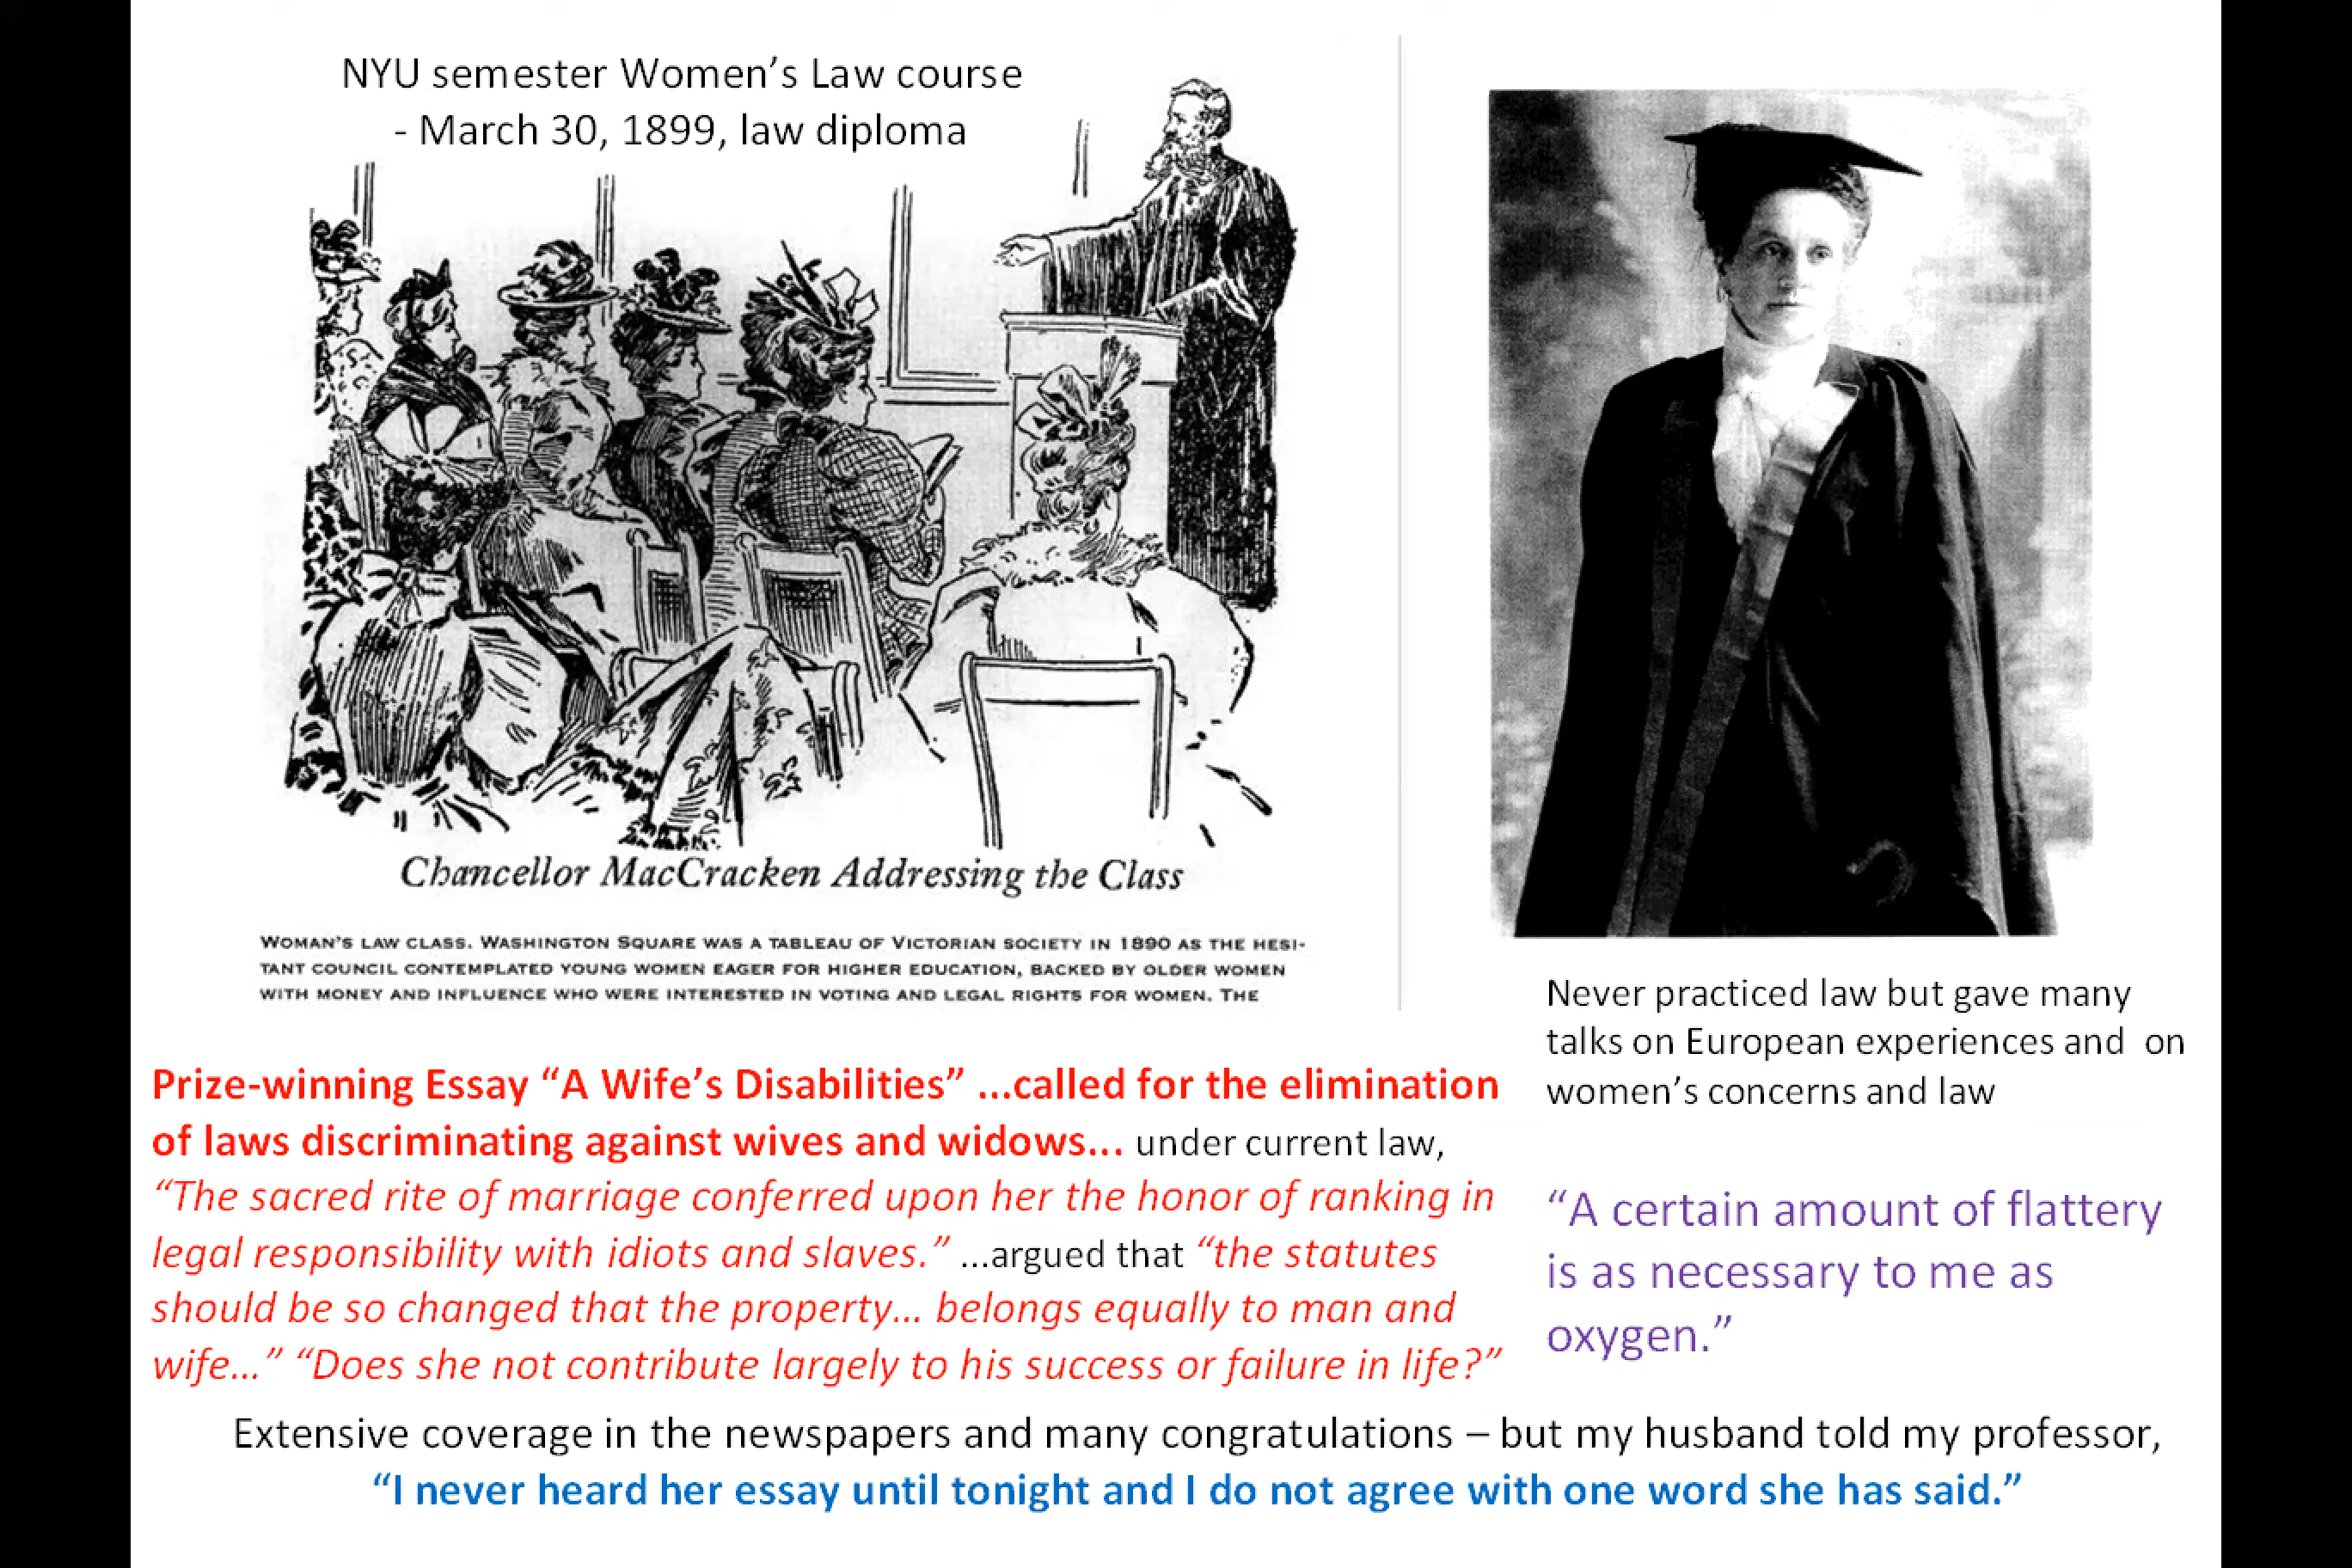 NYU semester Women’s Law course
- March 30, 1899, law diploma
Chancellor MacCracken Addressing the Class
WOMAN'S LAW CLASS. WASHINGTON SQUARE WAS A TABLEAU OF VICTORIAN SOCIETY IN 1890 AS THE HESI-
TANT COUNCIL CONTEMPLATED YOUNG WOMEN EAGER FOR HIGHER EDUCATION, BACKED BY OLDER WOMEN
WITH MONEY AND INFLUENCE WHO WERE INTERESTED IN VOTING AND LEGAL RIGHTS FOR WOMEN. THE
Never practiced law but gave many
talks on European experiences and on
women’s concerns and law
Prize-winning Essay “A Wife’s Disabilities” ...called for the elimination
of laws discriminating against wives and widows... under current law,
“The sacred rite of marriage conferred upon her the honor of ranking in
legal responsibility with idiots and slaves.” ...argued that “the statutes
should be so changed that the property... belongs equally to man and
wife...” “Does she not contribute largely to his success or failure in life?”
“A certain amount of flattery
is as necessary to me as
oxygen.”
Extensive coverage in the newspapers and many congratulations – but my husband told my professor,
“I never heard her essay until tonight and I do not agree with one word she has said.”